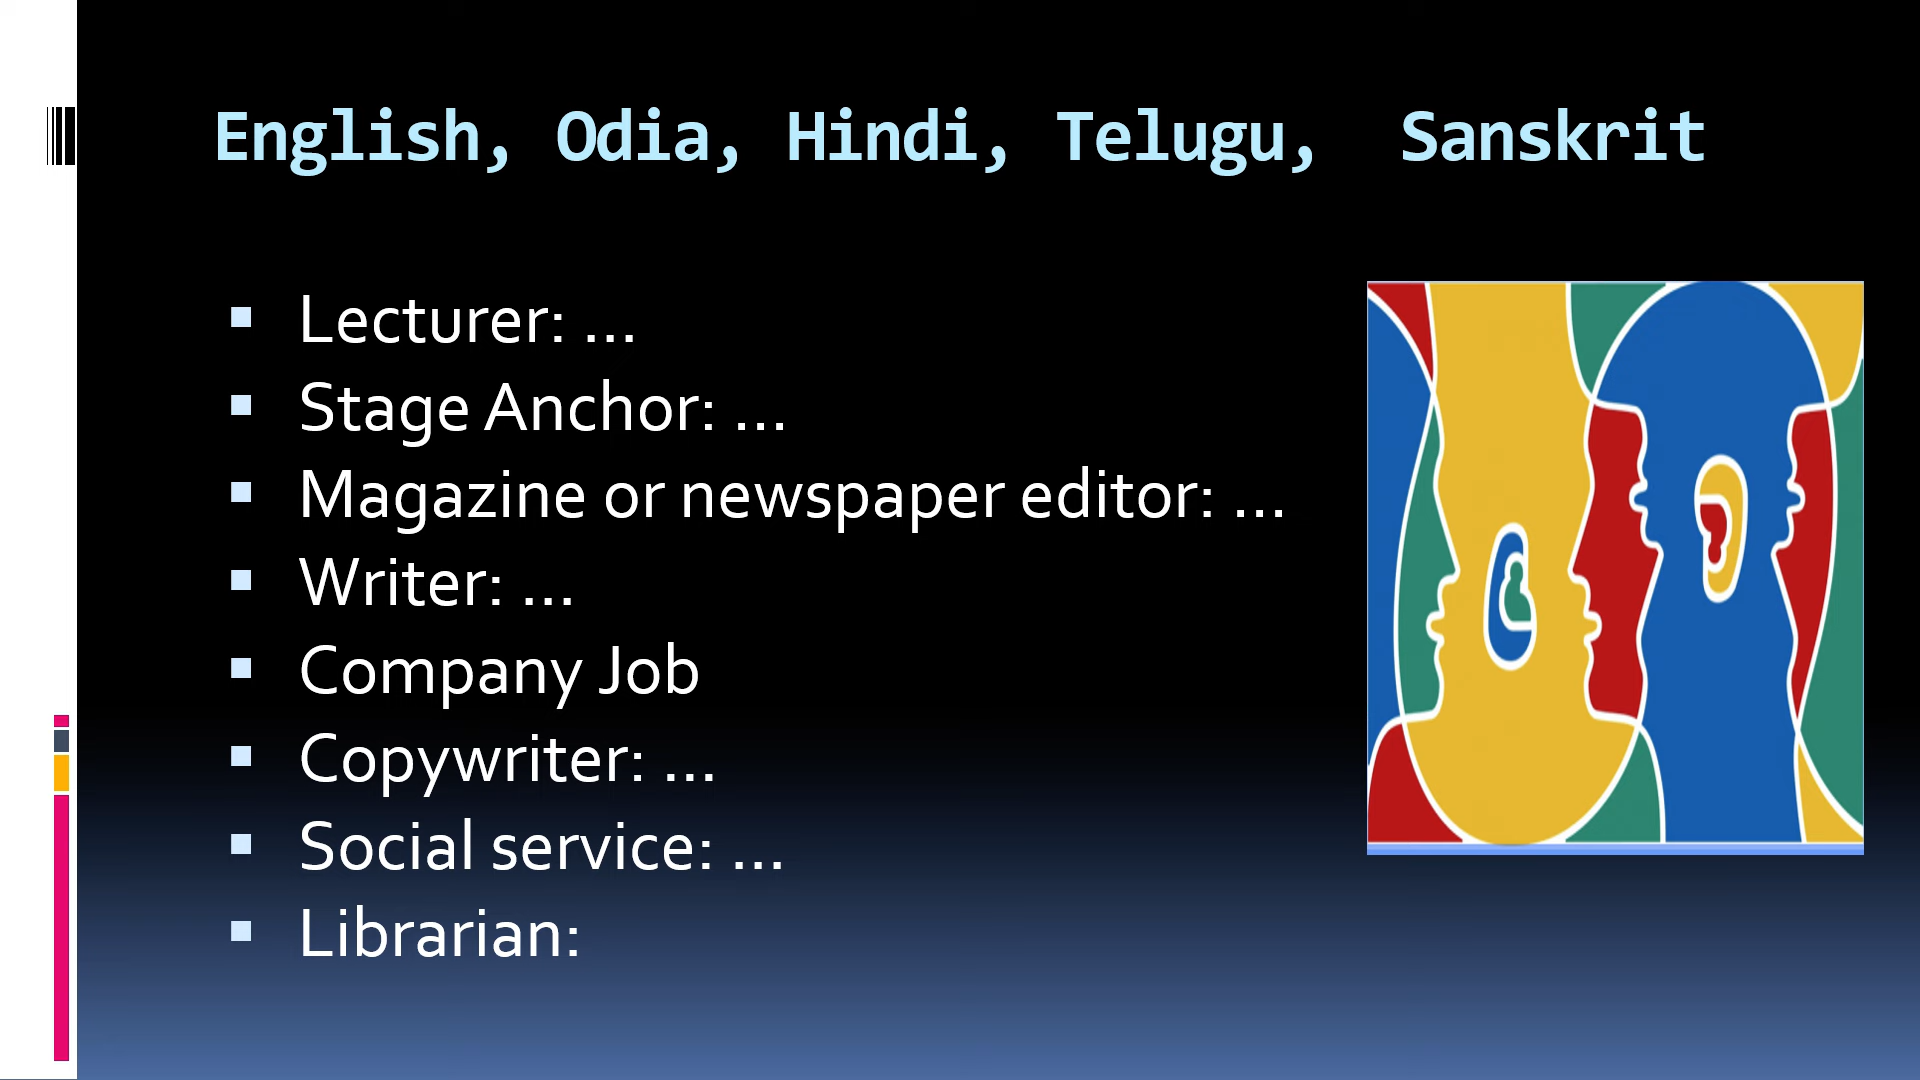 English, Odia, Hindi, Telugu, Sanskrit
Lecturer: ...
Stage Anchor: ...
Magazine or newspaper editor: ...
Writer: ...
Company Job
Copywriter: ...
Social service: ...
Librarian: